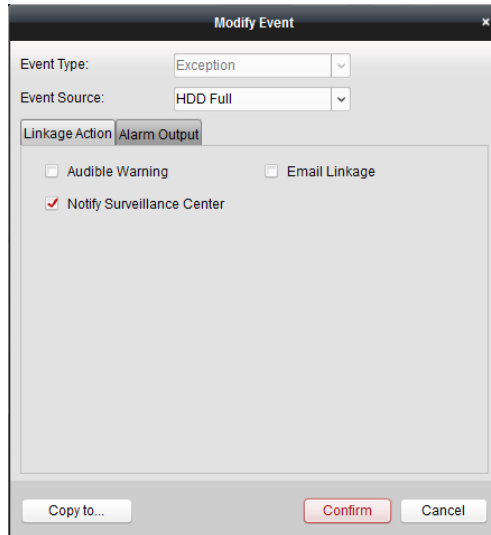 Modify Event
×
Event Type: Exception
Event Source: HDD Full
Linkage Action Alarm Output
Audible Warning Email Linkage
Notify Surveillance Center
Copy to... Confirm Cancel